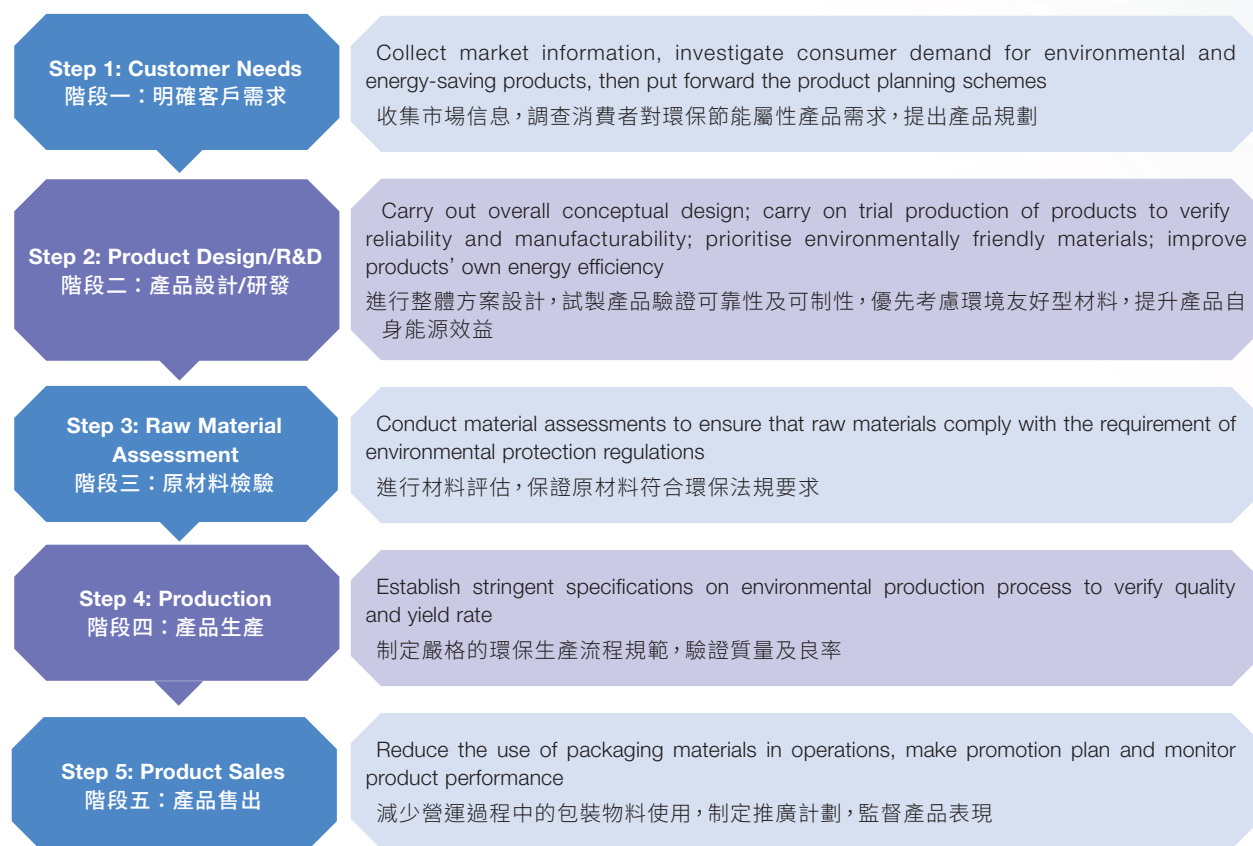 Step 1: Customer Needs
階段一：明確客戶需求
Collect market information, investigate consumer demand for environmental and
energy-saving products, then put forward the product planning schemes
收集市場信息，調查消費者對環保節能屬性產品需求，提出產品規劃
Step 2: Product Design/R&D
階段二：產品設計/研發
Carry out overall conceptual design; carry on trial production of products to verify
reliability and manufacturability; prioritise environmentally friendly materials; improve
products’ own energy efficiency
進行整體方案設計，試製產品驗證可靠性及可制性，優先考慮環境友好型材料，提升產品自
身能源效益
Step 3: Raw Material
Assessment
階段三：原材料檢驗
Conduct material assessments to ensure that raw materials comply with the requirement of
environmental protection regulations
進行材料評估，保證原材料符合環保法規要求
Step 4: Production
階段四：產品生產
Establish stringent specifications on environmental production process to verify quality
and yield rate
制定嚴格的環保生產流程規範，驗證質量及良率
Step 5: Product Sales
階段五：產品售出
Reduce the use of packaging materials in operations, make promotion plan and monitor
product performance
減少營運過程中的包裝物料使用，制定推廣計劃，監督產品表現